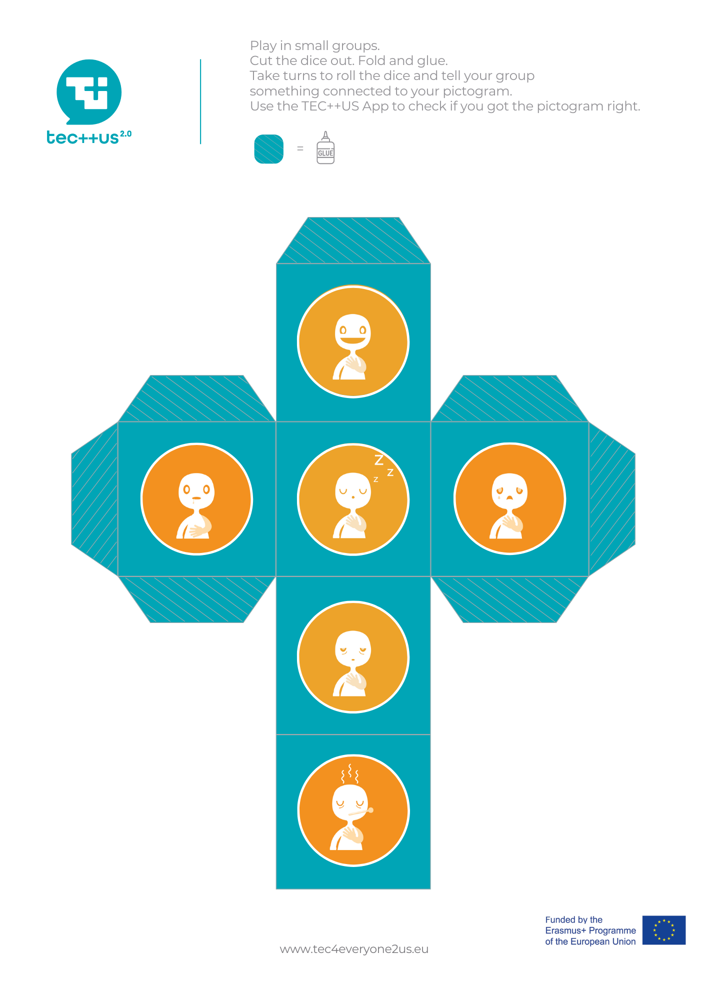 Play in small groups.
Cut the dice out. Fold and glue.
Take turns to roll the dice and tell your group
something connected to your pictogram.
Use the TEC++US App to check if you got the pictogram right.
tec++us 2.0
=
GLUE
Z
z
z
Funded by the
Erasmus+ Programme
of the European Union
www.tec4everyone2us.eu